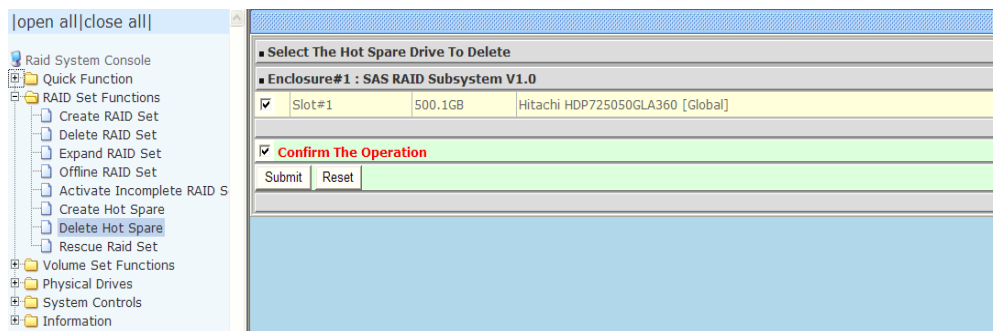 |open all|close all|
Raid System Console
Quick Function
RAID Set Functions
Create RAID Set
Delete RAID Set
Expand RAID Set
Offline RAID Set
Activate Incomplete RAID S
Create Hot Spare
Delete Hot Spare
Rescue Raid Set
Volume Set Functions
Physical Drives
System Controls
Information
Select The Hot Spare Drive To Delete
Enclosure#1 : SAS RAID Subsystem V1.0
Slot#1 500.1GB Hitachi HDP725050GLA360 [Global]
Confirm The Operation
Submit Reset